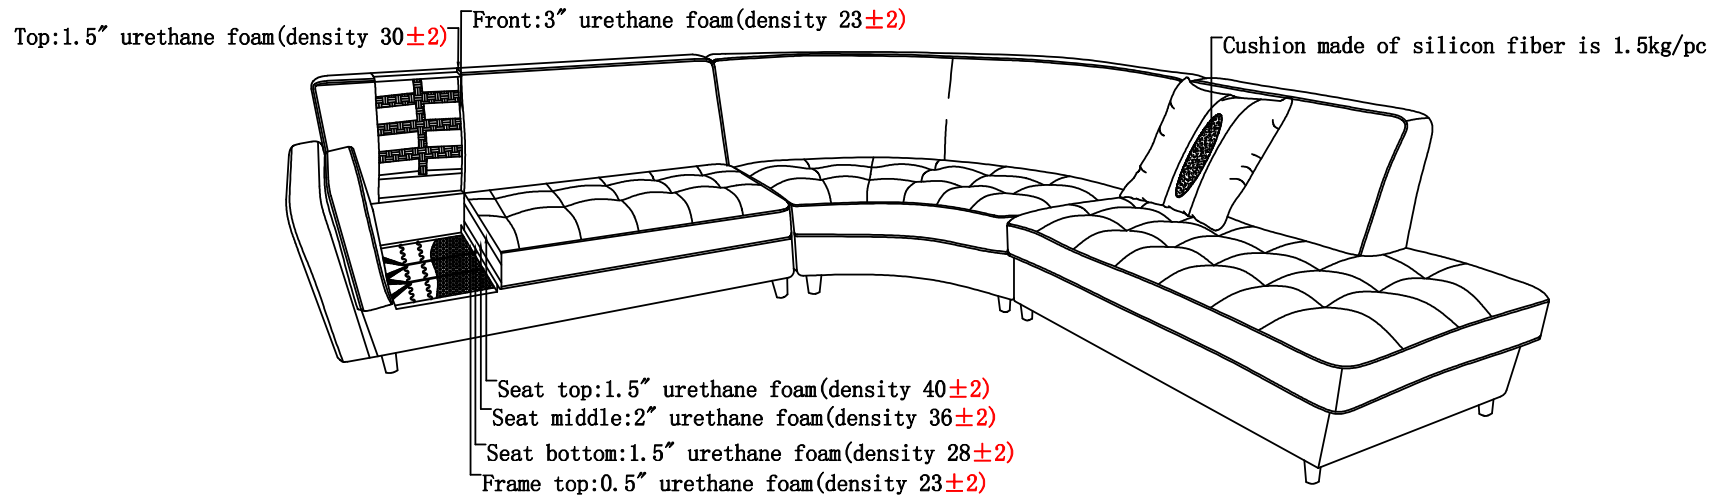 Front:3″ urethane foam(density 23±2)
Top:1.5″ urethane foam(density 30±2)
Cushion made of silicon fiber is 1.5kg/pc
Seat top:1.5″ urethane foam(density 40±2)
Seat middle:2″ urethane foam(density 36±2)
Seat bottom:1.5″ urethane foam(density 28±2)
Frame top:0.5″ urethane foam(density 23±2)